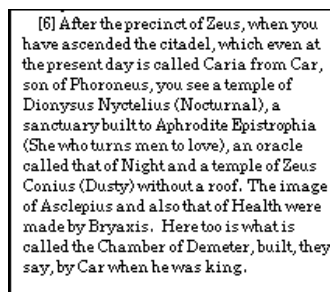 [6] After the precinct of Zeus, when you
have ascended the citadel, which even at
the present day is called Caria from Car,
son of Phoroneus, you see a temple of
Dionysus Nyctelius (Nocturnal), a
sanctuary built to Aphrodite Epistrophia
(She who turns men to love), an oracle
called that of Night and a temple of Zeus
Conius (Dusty) without a roof. The image
of Asclepius and also that of Health were
made by Bryaxis. Here too is what is
called the Chamber of Demeter, built, they
say, by Car when he was king.